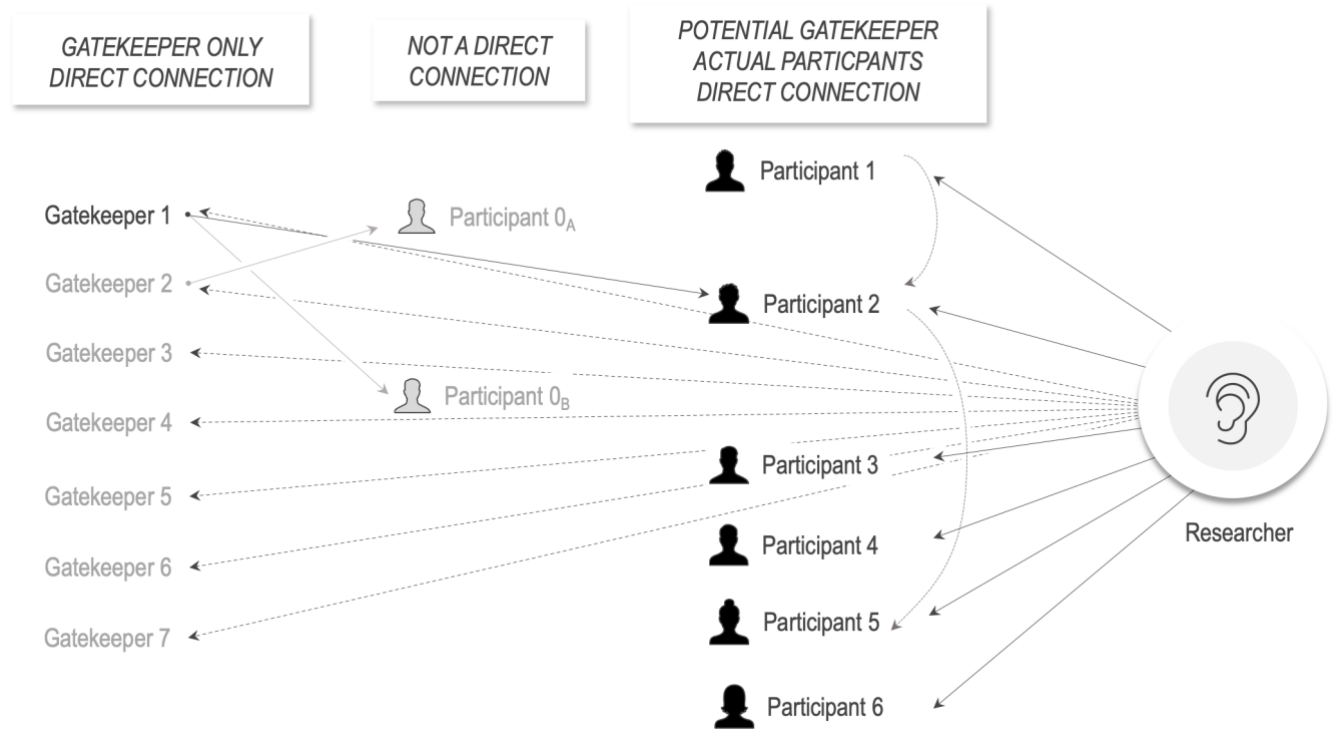 GATEKEEPER ONLY
DIRECT CONNECTION
NOT A DIRECT
CONNECTION
POTENTIAL GATEKEEPER
ACTUAL PARTICPANTS
DIRECT CONNECTION
Gatekeeper 1
Gatekeeper 2
Gatekeeper 3
Gatekeeper 4
Gatekeeper 5
Gatekeeper 6
Gatekeeper 7
Participant 0A
Participant 0B
Participant 1
Participant 2
Participant 3
Participant 4
Participant 5
Participant 6
Researcher